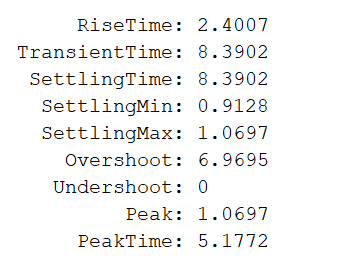 RiseTime: 2.4007
TransientTime: 8.3902
SettlingTime: 8.3902
SettlingMin: 0.9128
SettlingMax: 1.0697
Overshoot: 6.9695
Undershoot: 0
Peak: 1.0697
PeakTime: 5.1772